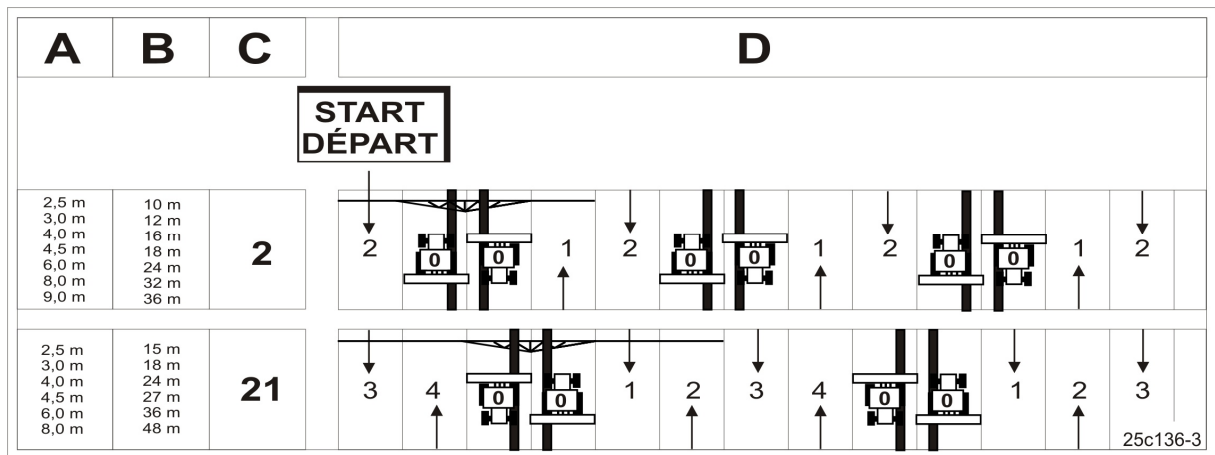 A B C D
START
DÉPART
2,5 m 10 m
3,0 m 12 m
4,0 m 16 m
4,5 m 18 m
6,0 m 24 m
8,0 m 32 m
9,0 m 36 m
2
2 0 0 1 2 0 0 1 2 0 0 1 2
2,5 m 15 m
3,0 m 18 m
4,0 m 24 m
4,5 m 27 m
6,0 m 36 m
8,0 m 48 m
21
3 4 0 0 1 2 3 4 0 0 1 2 3
25c136-3